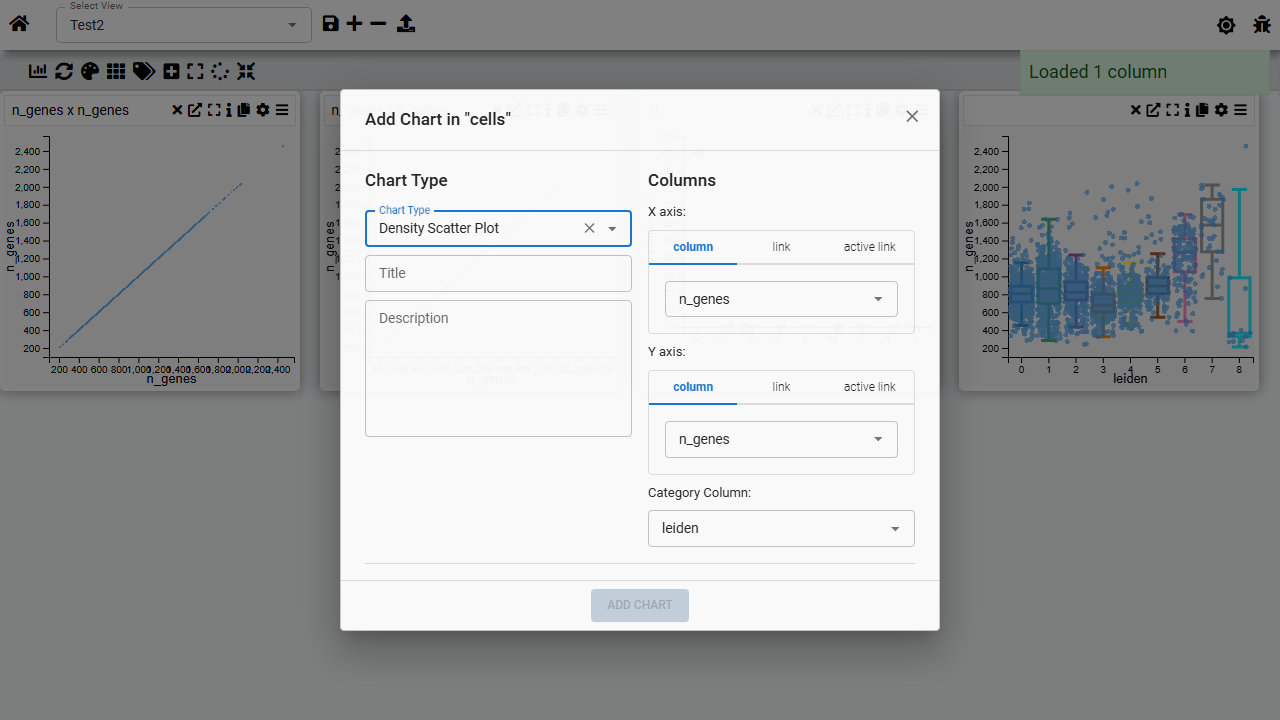 Select View
Test2
Loaded 1 column
n_genes x n_genes
2,400
2,200
2,000
1,800
1,600
1,400
1,200
1,000
800
600
400
200
n_genes
200 400 600 800 1,000 1,200 1,400 1,600 1,800 2,000 2,200 2,400
n_genes
n_genes
Add Chart in "cells"
Chart Type
Chart Type
Density Scatter Plot
Title
Description
Columns
X axis:
column link active link
n_genes
Y axis:
column link active link
n_genes
Category Column:
leiden
ADD CHART
2,400
2,200
2,000
1,800
1,600
1,400
1,200
1,000
800
600
400
200
n_genes
0 1 2 3 4 5 6 7 8
leiden